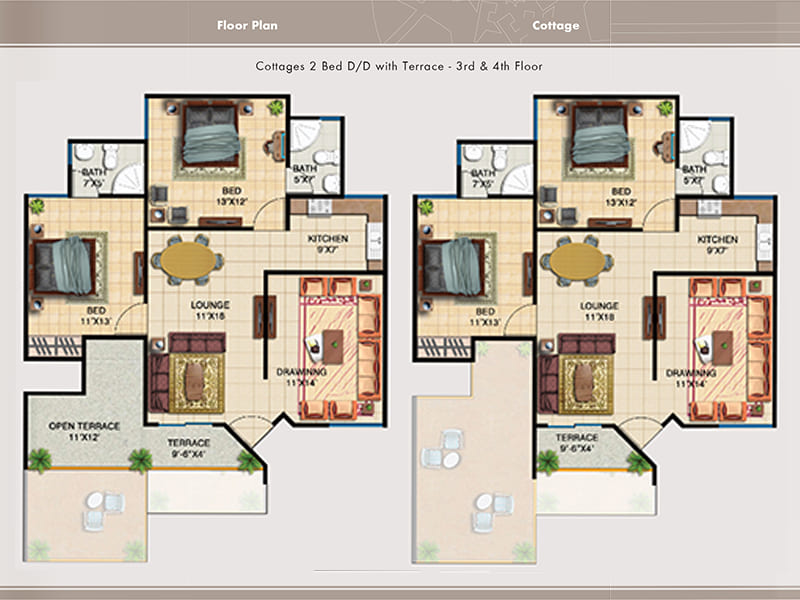 Floor Plan
Cottage
Cottages 2 Bed D/D with Terrace - 3rd & 4th Floor
BATH
7'X5'
BED
13'X12'
BATH
5'X7'
KITCHEN
9'X7'
BED
11'X13'
LOUNGE
11'X18
DRAWINNG
11'X14'
OPEN TERRACE
11'X12'
TERRACE
9'-6"X4'
BATH
7'X5'
BED
13'X12'
BATH
5'X7'
KITCHEN
9'X7'
BED
11'X13'
LOUNGE
11'X18
DRAWINNG
11'X14'
TERRACE
9'-6"X4'